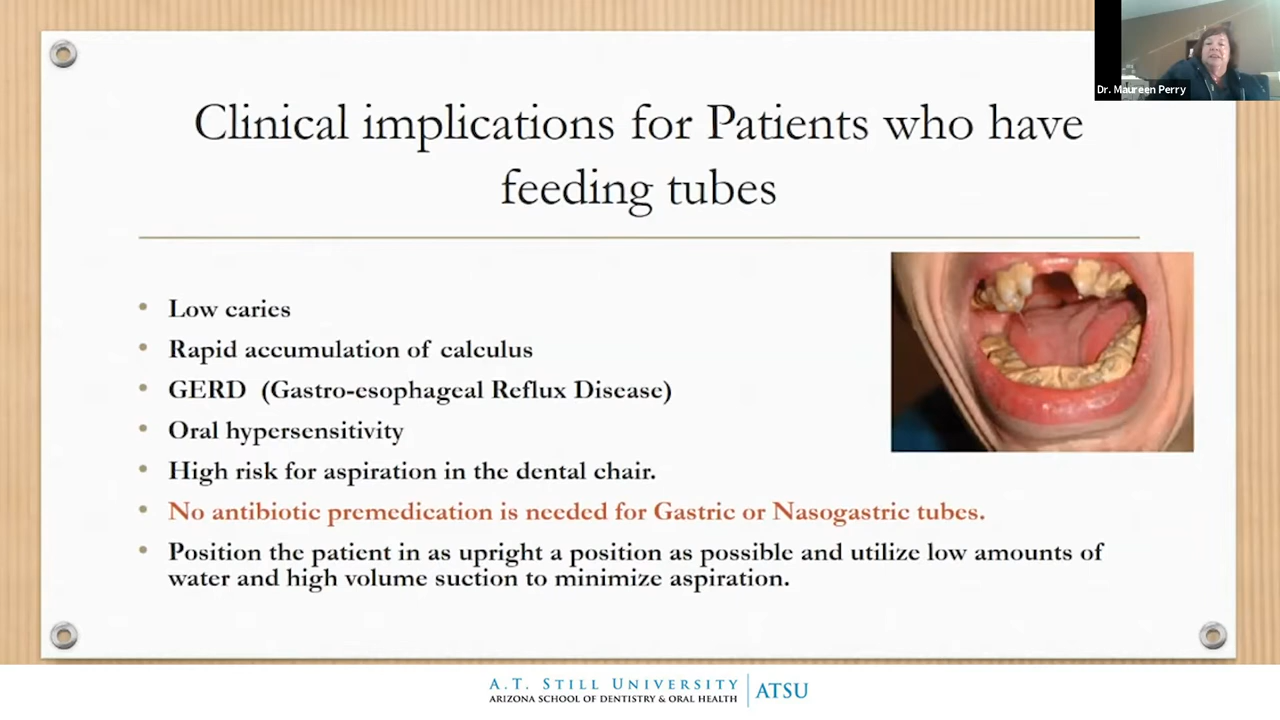 Dr. Maureen Perry
Clinical implications for Patients who have
feeding tubes
• Low caries
• Rapid accumulation of calculus
• GERD (Gastro-esophageal Reflux Disease)
• Oral hypersensitivity
• High risk for aspiration in the dental chair.
• No antibiotic premedication is needed for Gastric or Nasogastric tubes.
• Position the patient in as upright a position as possible and utilize low amounts of
water and high volume suction to minimize aspiration.
A.T. STILL UNIVERSITY
ARIZONA SCHOOL OF DENTISTRY & ORAL HEALTH
ATSU